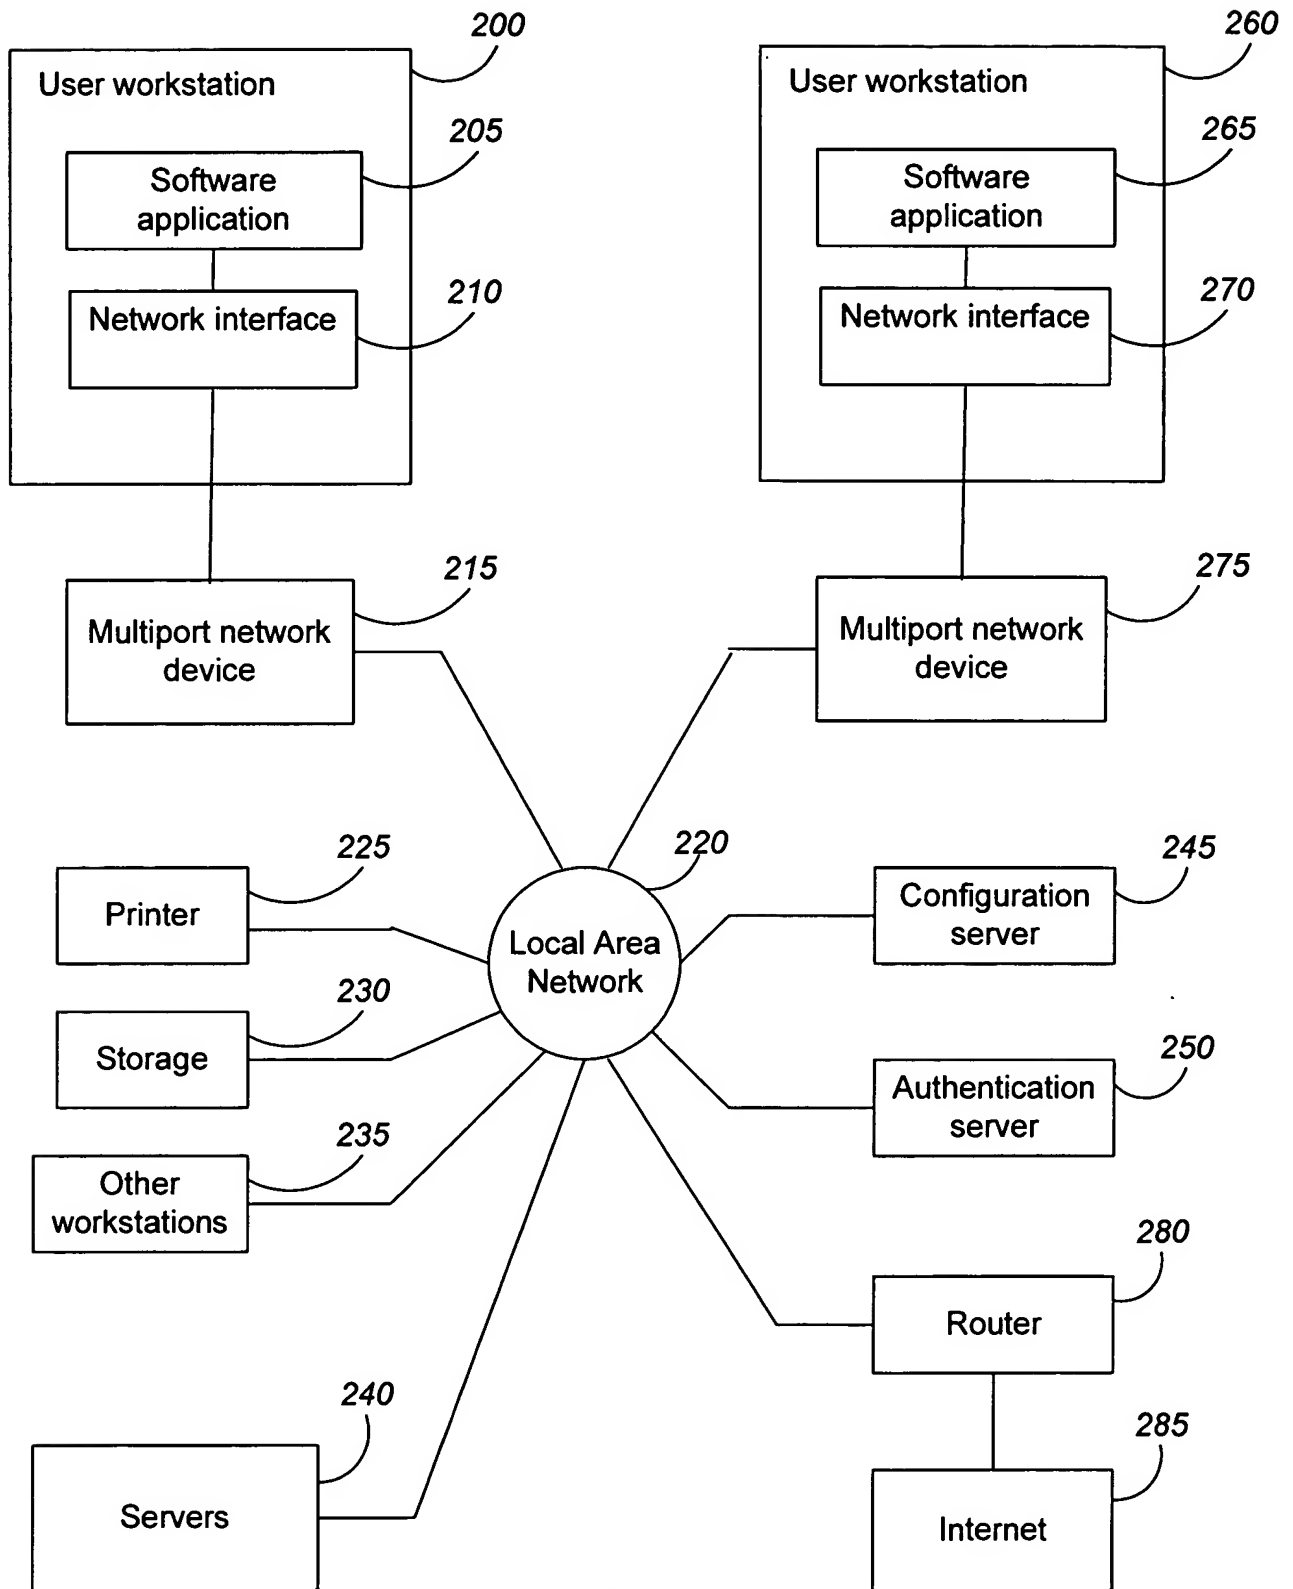 200
260
User workstation
User workstation
205
265
Software
application
Software
application
210
270
Network interface
Network interface
215
275
Multiport network
device
Multiport network
device
225
220
245
Printer
Local Area
Network
Configuration
server
230
250
Storage
Authentication
server
235
Other
workstations
280
Router
240
285
Servers
Internet